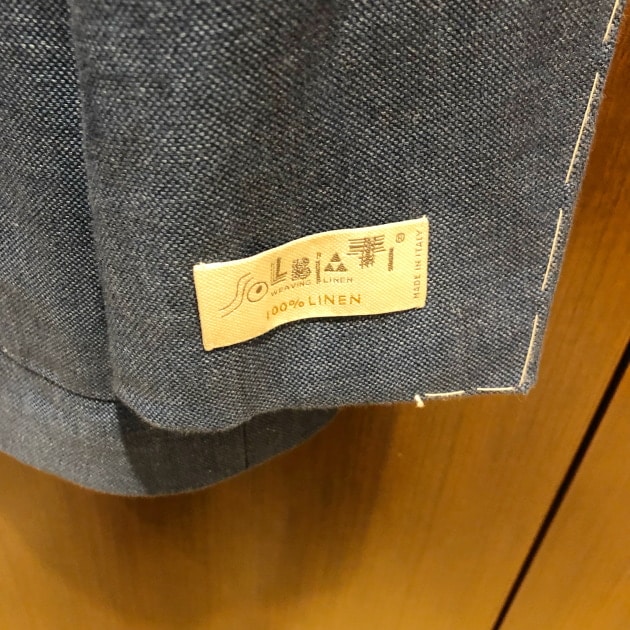 SOLBIATI®
WEAVING LINEN
100% LINEN
MADE IN ITALY